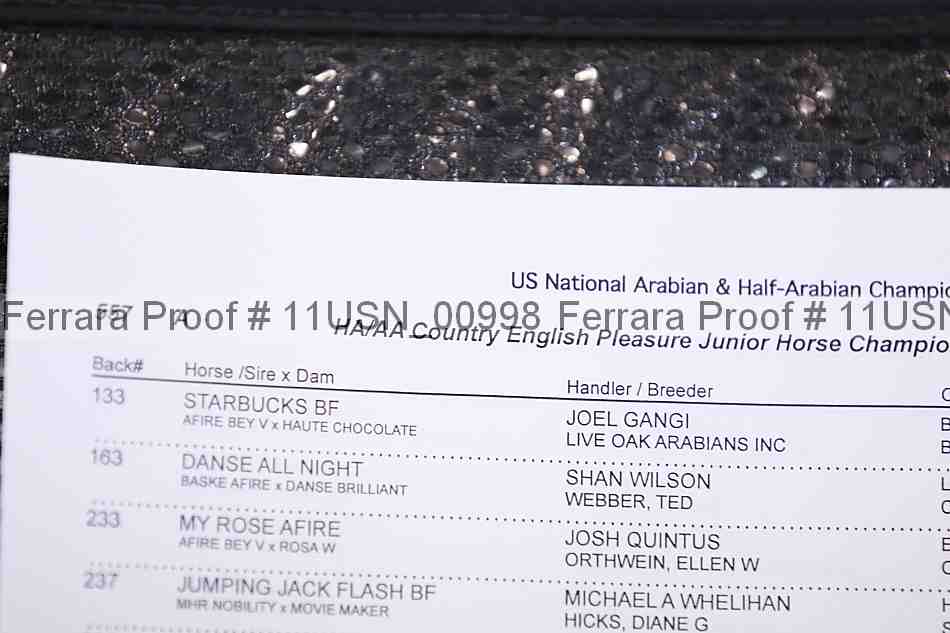 US National Arabian & Half-Arabian Champio
Ferrara Proof # 11USN_00998 Ferrara Proof # 11USN
557 A
HA/AA Country English Pleasure Junior Horse Champio
Back# Horse /Sire x Dam Handler / Breeder
133 STARBUCKS BF JOEL GANGI
AFIRE BEY V x HAUTE CHOCOLATE LIVE OAK ARABIANS INC
163 DANSE ALL NIGHT SHAN WILSON
BASKE AFIRE x DANSE BRILLIANT WEBBER, TED
233 MY ROSE AFIRE JOSH QUINTUS
AFIRE BEY V x ROSA W ORTHWEIN, ELLEN W
237 JUMPING JACK FLASH BF MICHAEL A WHELIHAN
MHR NOBILITY x MOVIE MAKER HICKS, DIANE G